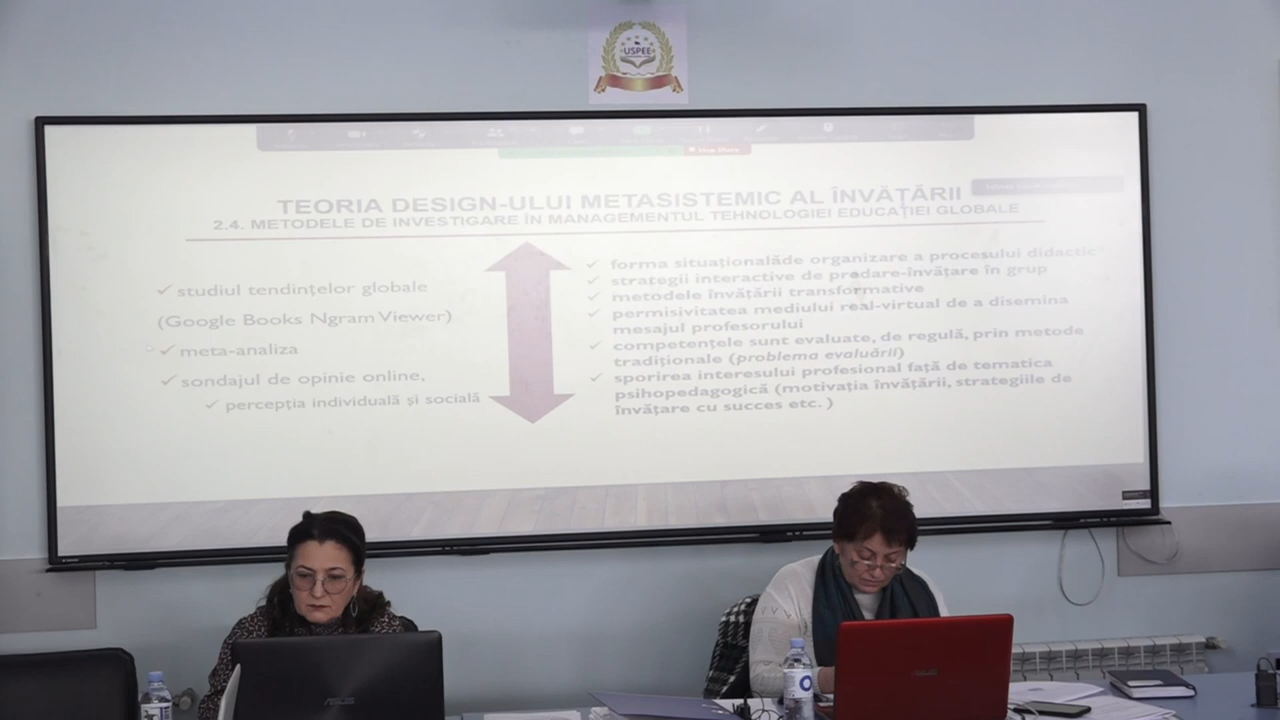 USPEE
Stop Share
TEORIA DESIGN-ULUI METASISTEMIC AL ÎNVĂȚĂRII
2.4. METODELE DE INVESTIGARE ÎN MANAGEMENTUL TEHNOLOGIEI EDUCAȚIEI GLOBALE
✓ studiul tendințelor globale
(Google Books Ngram Viewer)
✓ meta-analiza
✓ sondajul de opinie online,
✓ percepția individuală și socială
✓ forma situaționalăde organizare a procesului didactic
✓ strategii interactive de predare-învățare în grup
✓ metodele învățării transformative
✓ permisivitatea mediului real-virtual de a disemina
mesajul profesorului
✓ competențele sunt evaluate, de regulă, prin metode
tradiționale (problema evaluării)
✓ sporirea interesului profesional față de tematica
psihopedagogică (motivația învățării, strategiile de
învățare cu succes etc. )
ASUS
ASUS